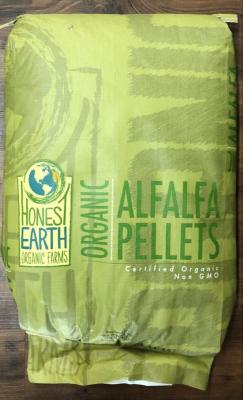 HONEST
EARTH
ORGANIC FARMS
ORGANIC
ALFALFA
PELLETS
Certified Organic
Non GMO